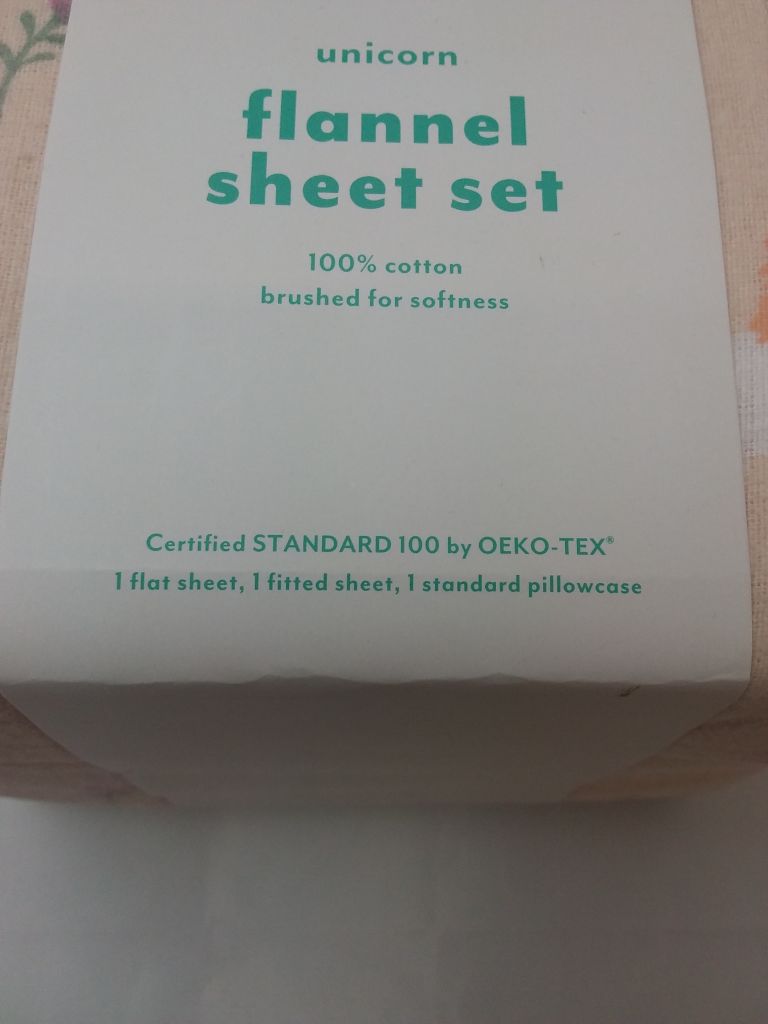 unicorn
flannel
sheet set
100% cotton
brushed for softness
Certified STANDARD 100 by OEKO-TEX®
1 flat sheet, 1 fitted sheet, 1 standard pillowcase